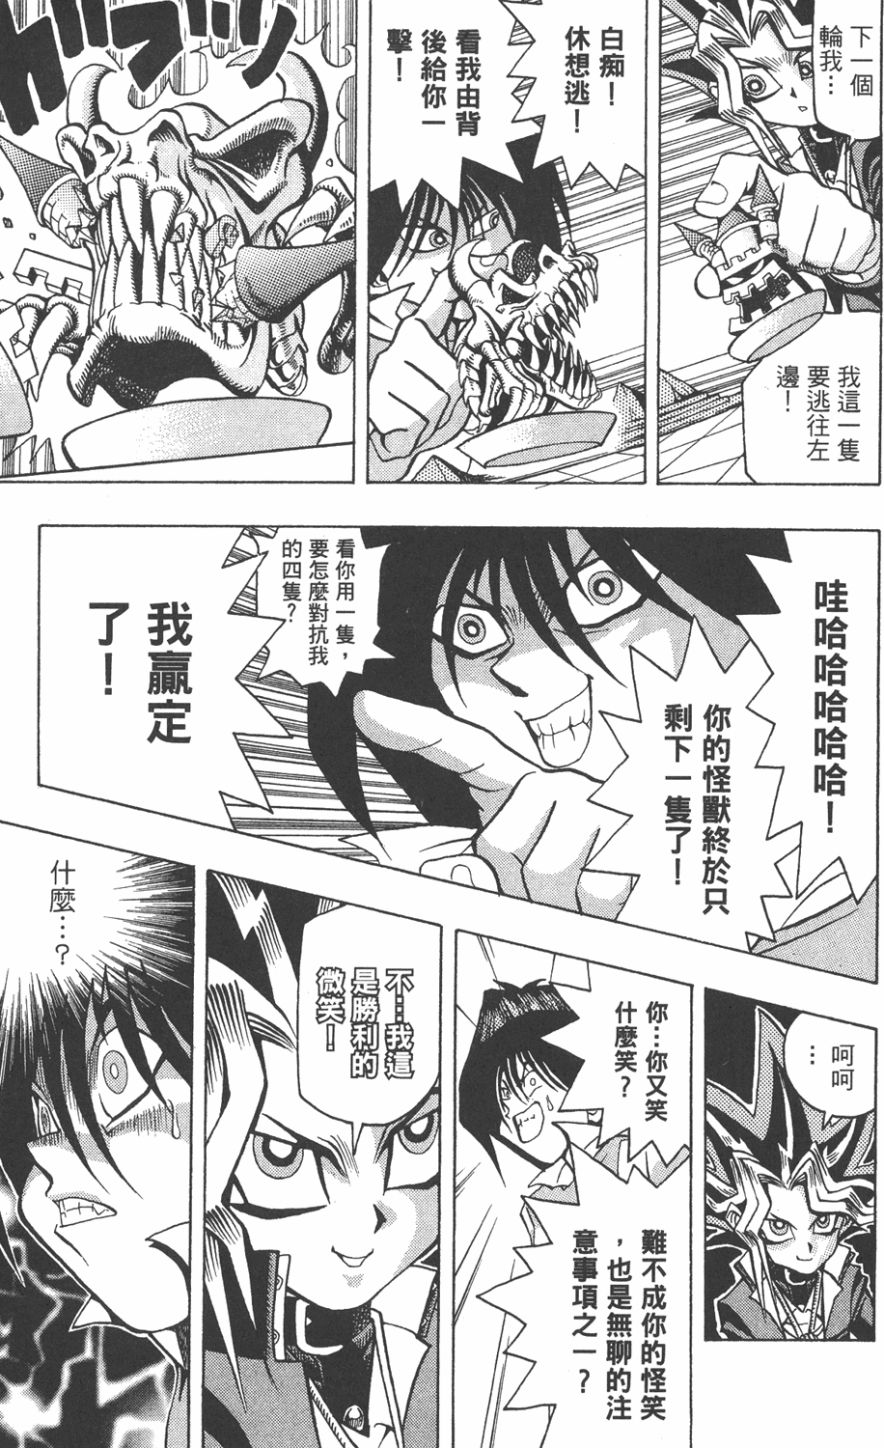 下一個
輪我…
我這一隻
要逃往左
邊！
白痴！
休想逃！
看我由背
後給你一
擊！
ガブッ
哇哈哈哈哈哈哈！
你的怪獸終於只
剩下一隻了！
看你用一隻，
要怎麼對抗我
的四隻？
我贏定
了！
呵呵
…
你…你又笑
什麼笑？
難不成你的怪笑
，也是無聊的注
意事項之一？
不…我這
是勝利的
微笑！
什麼…？